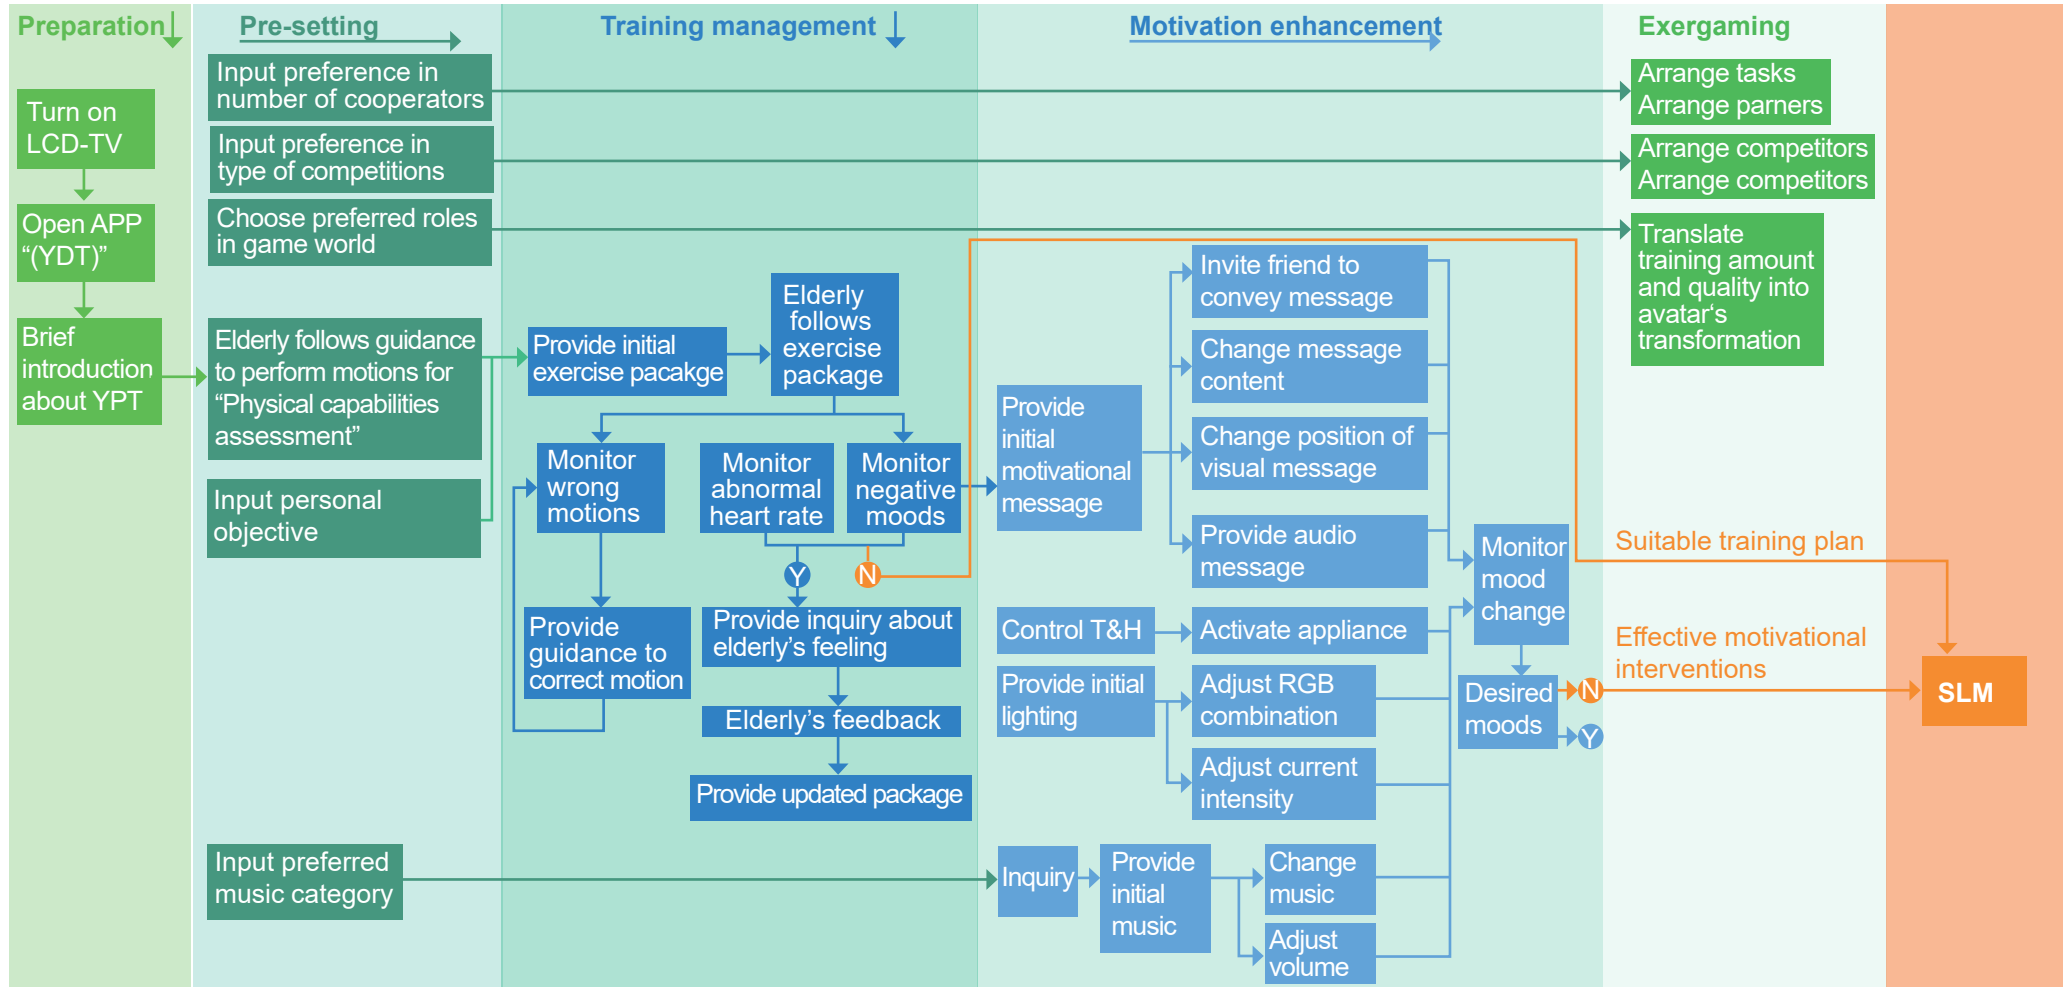 Preparation
Pre-setting
Training management
Motivation enhancement
Exergaming
Turn on
LCD-TV
Open APP
“(YDT)”
Brief
introduction
about YPT
Input preference in
number of cooperators
Input preference in
type of competitions
Choose preferred roles
in game world
Elderly follows guidance
to perform motions for
“Physical capabilities
assessment”
Input personal
objective
Input preferred
music category
Provide initial
exercise pacakge
Elderly
follows
exercise
package
Monitor
wrong
motions
Monitor
abnormal
heart rate
Monitor
negative
moods
Y
N
Provide
guidance to
correct motion
Provide inquiry about
elderly’s feeling
Elderly’s feedback
Provide updated package
Provide
initial
motivational
message
Invite friend to
convey message
Change message
content
Change position of
visual message
Provide audio
message
Control T&H
Activate appliance
Provide initial
lighting
Adjust RGB
combination
Adjust current
intensity
Inquiry
Provide
initial
music
Change
music
Adjust
volume
Monitor
mood
change
Desired
moods
N
Y
Arrange tasks
Arrange parners
Arrange competitors
Arrange competitors
Translate
training amount
and quality into
avatar‘s
transformation
Suitable training plan
Effective motivational
interventions
SLM